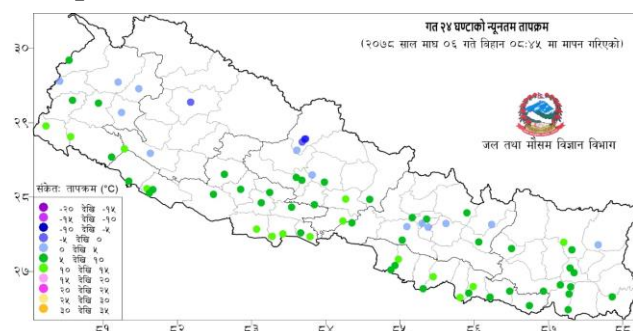 गत २४ घण्टाको न्यूनतम तापक्रम
(२०७८ साल माघ ०६ गते बिहान ०८:४५ मा मापन गरिएको)
जल तथा मौसम विज्ञान विभाग
संकेतः तापक्रम (°C)
-२० देखि -१५
-१५ देखि -१०
-१० देखि -५
-५ देखि ०
० देखि ५
५ देखि १०
१० देखि १५
१५ देखि २०
२० देखि २५
२५ देखि ३०
३० देखि ३५
३०
२९
२८
२७
८१
८२
८३
८४
८५
८६
८७